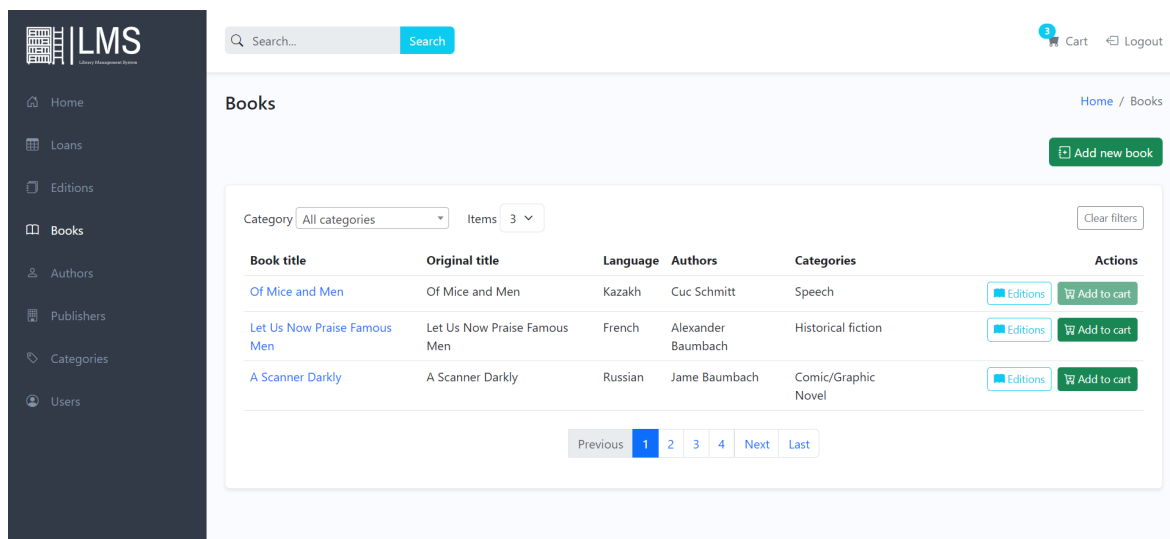 LMS
Library Management System
Search...
Search
3
Cart
Logout
Home
Loans
Editions
Books
Authors
Publishers
Categories
Users
Books
Home / Books
Add new book
Category All categories Items 3 Clear filters
Book title Original title Language Authors Categories Actions
Of Mice and Men Of Mice and Men Kazakh Cuc Schmitt Speech Editions Add to cart
Let Us Now Praise Famous Let Us Now Praise Famous French Alexander Historical fiction Editions Add to cart
Men Men Baumbach
A Scanner Darkly A Scanner Darkly Russian Jame Baumbach Comic/Graphic Editions Add to cart
Novel
Previous 1 2 3 4 Next Last